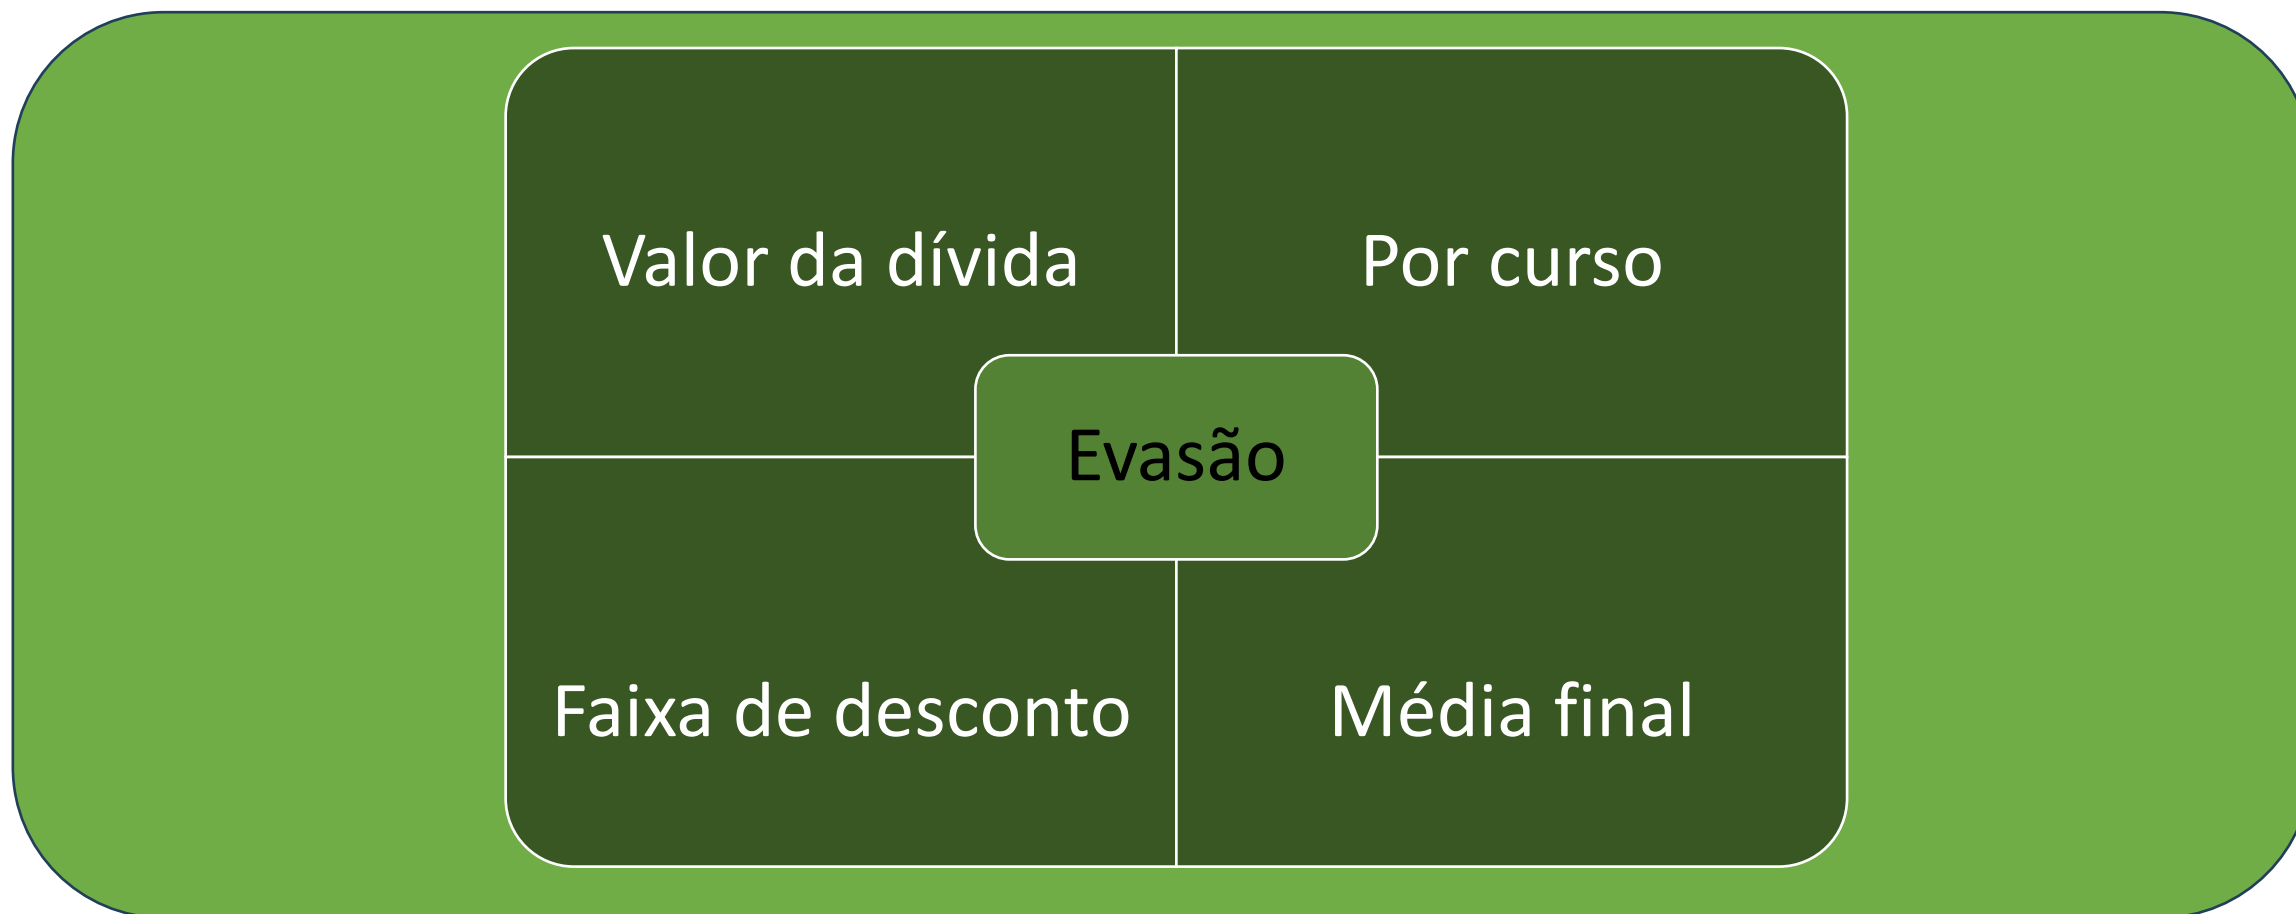 Valor da dívida
Por curso
Evasão
Faixa de desconto
Média final